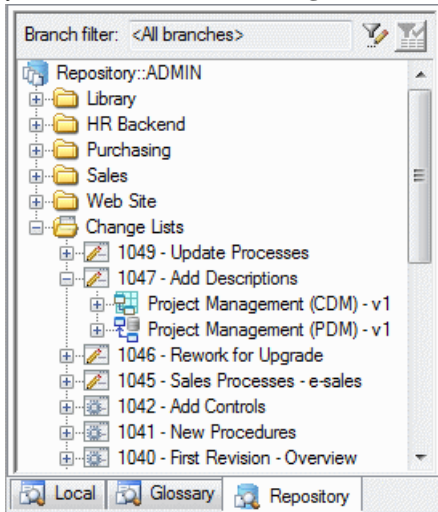 Branch filter: <All branches>
Repository::ADMIN
Library
HR Backend
Purchasing
Sales
Web Site
Change Lists
1049 - Update Processes
1047 - Add Descriptions
Project Management (CDM) - v1
Project Management (PDM) - v1
1046 - Rework for Upgrade
1045 - Sales Processes - e-sales
1042 - Add Controls
1041 - New Procedures
1040 - First Revision - Overview
Local Glossary Repository